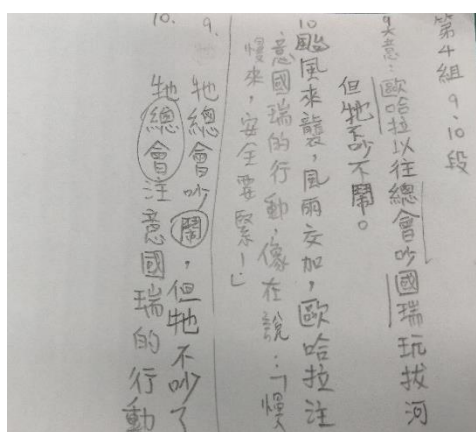 第4組 9、10段
9大意:歐哈拉以往總會吵國瑞玩拔河
但牠不吵不鬧。
10颱風來襲,風雨交加,歐哈拉注
意國瑞的行動,像在說:「慢
慢來,安全要緊!」
9. 牠總會吵鬧,但牠不吵了
10. 牠總會注意國瑞的行動